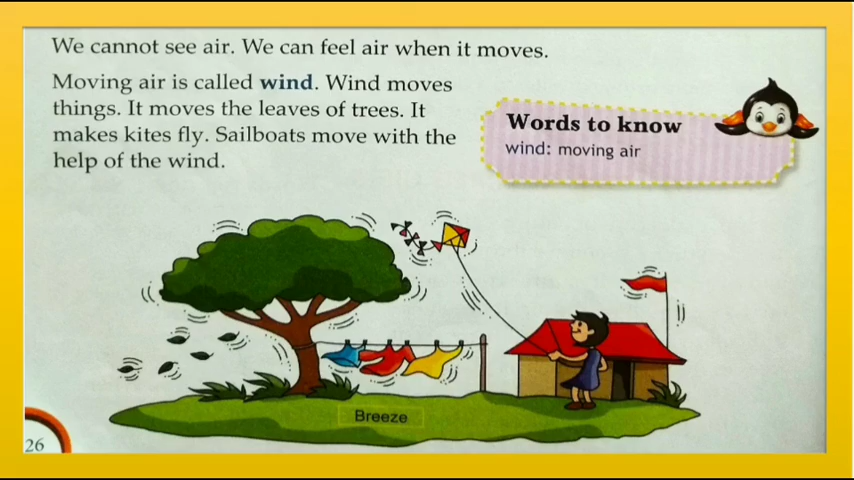 We cannot see air. We can feel air when it moves.
Moving air is called wind. Wind moves
things. It moves the leaves of trees. It
makes kites fly. Sailboats move with the
help of the wind.
Words to know
wind: moving air
Breeze
26